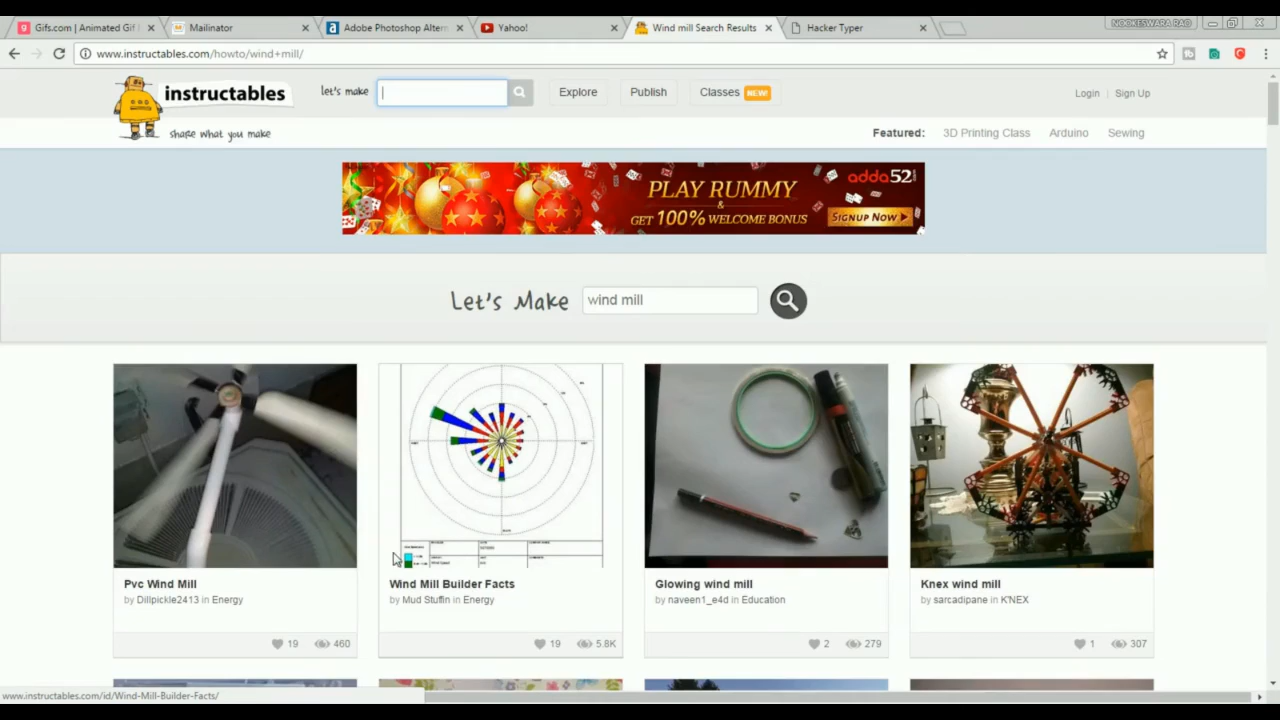 Gifs.com | Animated Gif
Mailinator
Adobe Photoshop Altern
Yahoo!
Wind mill Search Results
Hacker Typer
NOOKESWARA RAO
www.instructables.com/howto/wind+mill/
instructables
share what you make
let's make
Explore
Publish
Classes NEW!
Login | Sign Up
Featured: 3D Printing Class Arduino Sewing
PLAY RUMMY
&
GET 100% WELCOME BONUS
adda52
SIGNUP NOW
Let's Make
wind mill
Pvc Wind Mill
by Dillpickle2413 in Energy
19 460
Wind Mill Builder Facts
by Mud Stuffin in Energy
19 5.8K
Glowing wind mill
by naveen1_e4d in Education
2 279
Knex wind mill
by sarcadipane in K'NEX
1 307
www.instructables.com/id/Wind-Mill-Builder-Facts/